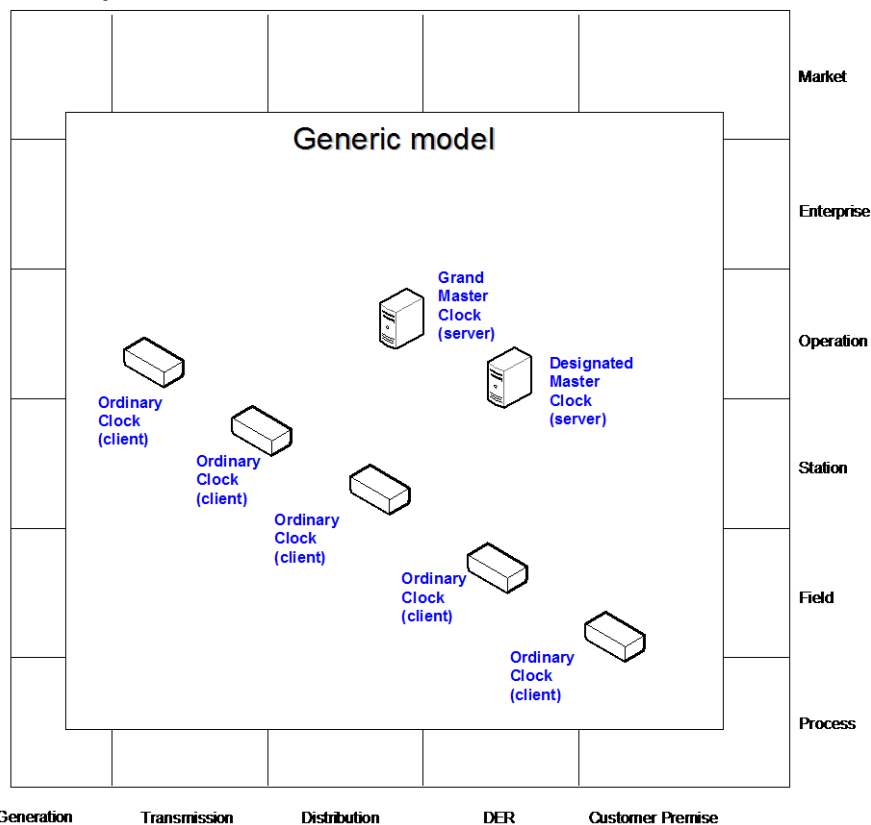 Market
Generic model
Enterprise
Grand
Master
Clock
(server)
Operation
Designated
Master
Clock
(server)
Ordinary
Clock
(client)
Ordinary
Clock
(client)
Station
Ordinary
Clock
(client)
Ordinary
Clock
(client)
Field
Ordinary
Clock
(client)
Process
Generation Transmission Distribution DER Customer Premise